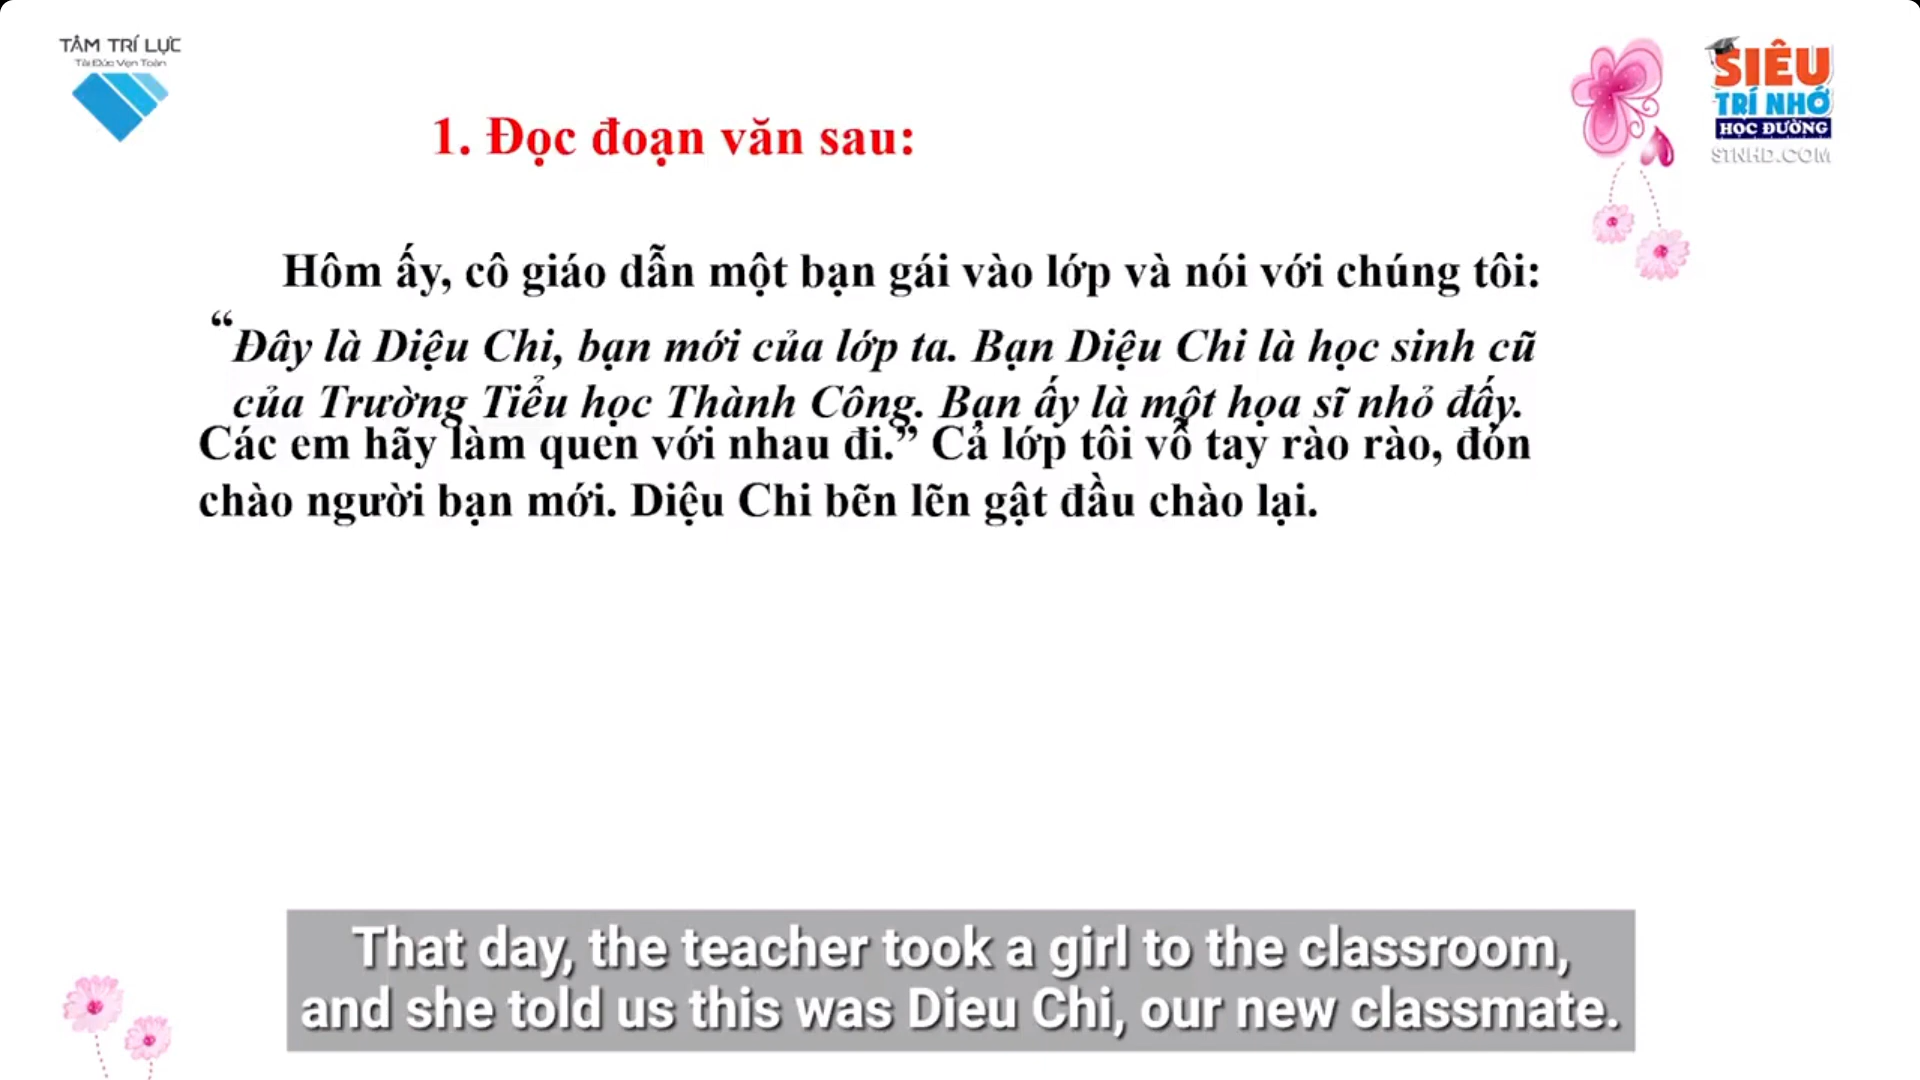 TÂM TRÍ LỰC
Tài Đức Vẹn Toàn
SIÊU
TRÍ NHỚ
HỌC ĐƯỜNG
STNHD.COM
1. Đọc đoạn văn sau:
Hôm ấy, cô giáo dẫn một bạn gái vào lớp và nói với chúng tôi:
“Đây là Diệu Chi, bạn mới của lớp ta. Bạn Diệu Chi là học sinh cũ
của Trường Tiểu học Thành Công. Bạn ấy là một họa sĩ nhỏ đấy.
Các em hãy làm quen với nhau đi.” Cả lớp tôi vỗ tay rào rào, đón
chào người bạn mới. Diệu Chi bẽn lẽn gật đầu chào lại.
That day, the teacher took a girl to the classroom,
and she told us this was Dieu Chi, our new classmate.